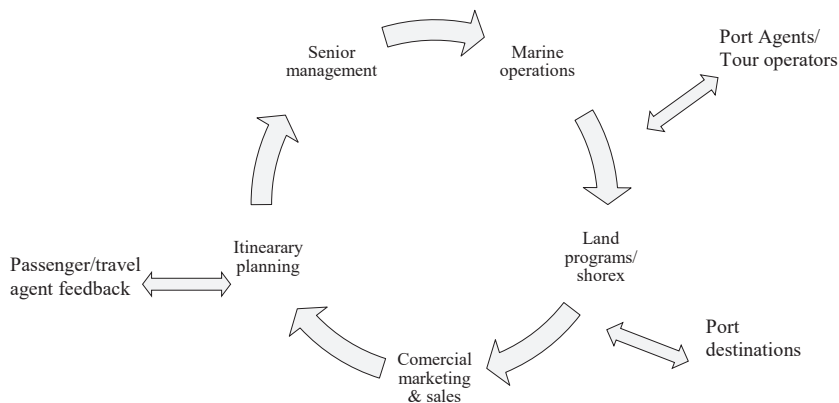 Senior
management
Marine
operations
Port Agents/
Tour operators
Land
programs/
shorex
Port
destinations
Comercial
marketing
& sales
Itinearary
planning
Passenger/travel
agent feedback